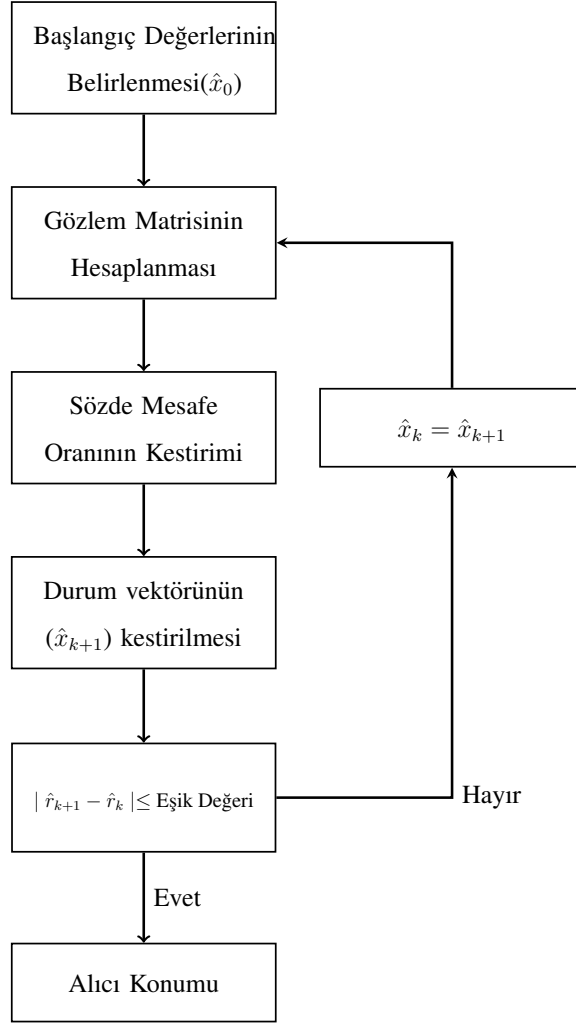 Başlangıç Değerlerinin
Belirlenmesi(x̂₀)
Gözlem Matrisinin
Hesaplanması
Sözde Mesafe
Oranının Kestirimi
x̂ₖ = x̂ₖ₊₁
Durum vektörünün
(x̂ₖ₊₁) kestirilmesi
| r̂ₖ₊₁ − r̂ₖ |≤ Eşik Değeri
Hayır
Evet
Alıcı Konumu